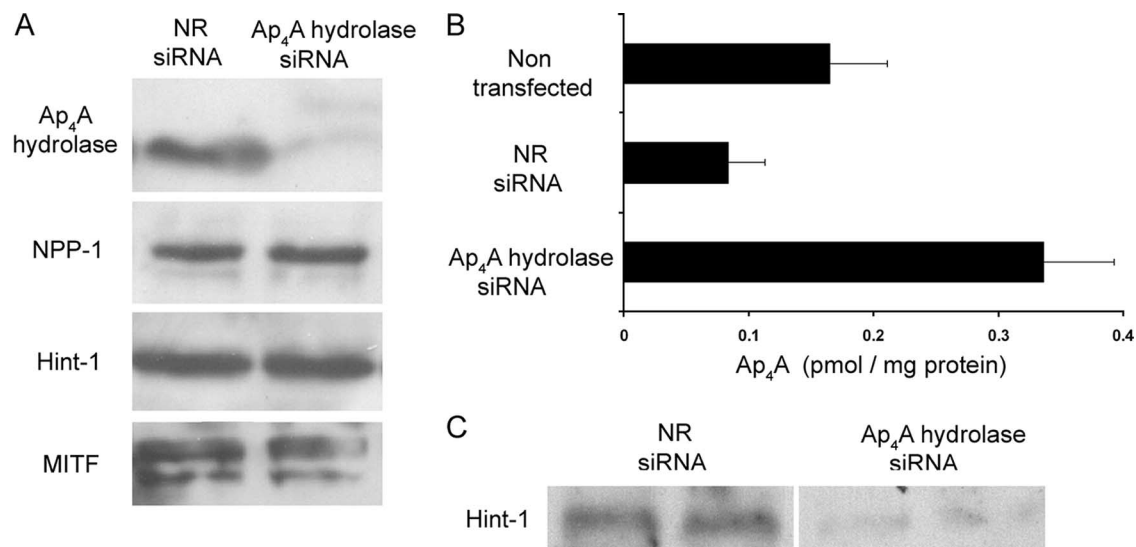 A
NR
siRNA
Ap₄A hydrolase
siRNA
Ap₄A
hydrolase
NPP-1
Hint-1
MITF
B
Non
transfected
NR
siRNA
Ap₄A hydrolase
siRNA
0 0.1 0.2 0.3 0.4
Ap₄A (pmol / mg protein)
C
NR
siRNA
Ap₄A hydrolase
siRNA
Hint-1